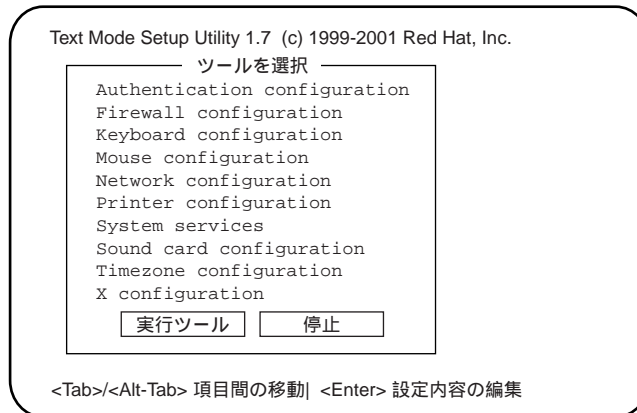 Text Mode Setup Utility 1.7 (c) 1999-2001 Red Hat, Inc.
ツールを選択
Authentication configuration
Firewall configuration
Keyboard configuration
Mouse configuration
Network configuration
Printer configuration
System services
Sound card configuration
Timezone configuration
X configuration
実行ツール 停止
<Tab>/<Alt-Tab> 項目間の移動| <Enter> 設定内容の編集